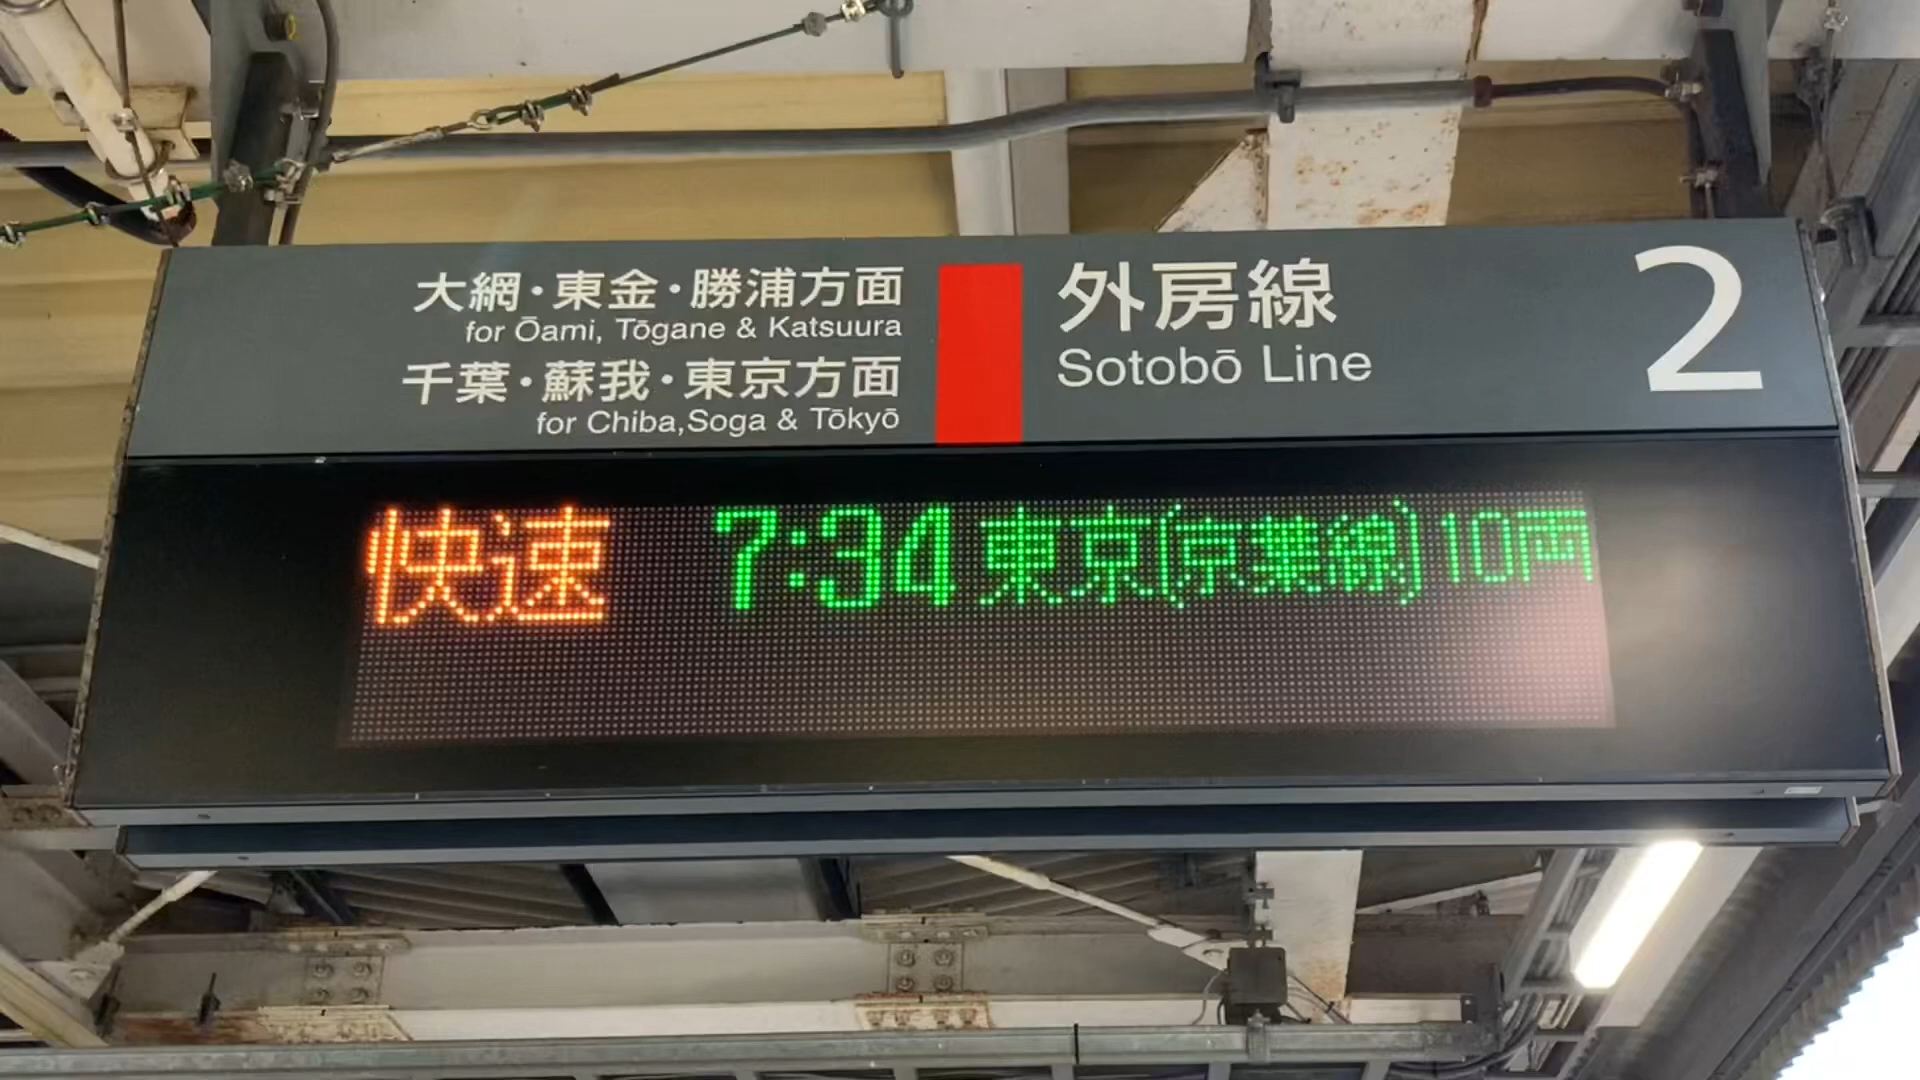 大網・東金・勝浦方面
for Ōami, Tōgane & Katsuura
千葉・蘇我・東京方面
for Chiba,Soga & Tōkyō
外房線
Sotobō Line
2
快速 7:34 東京(京葉線) 10両